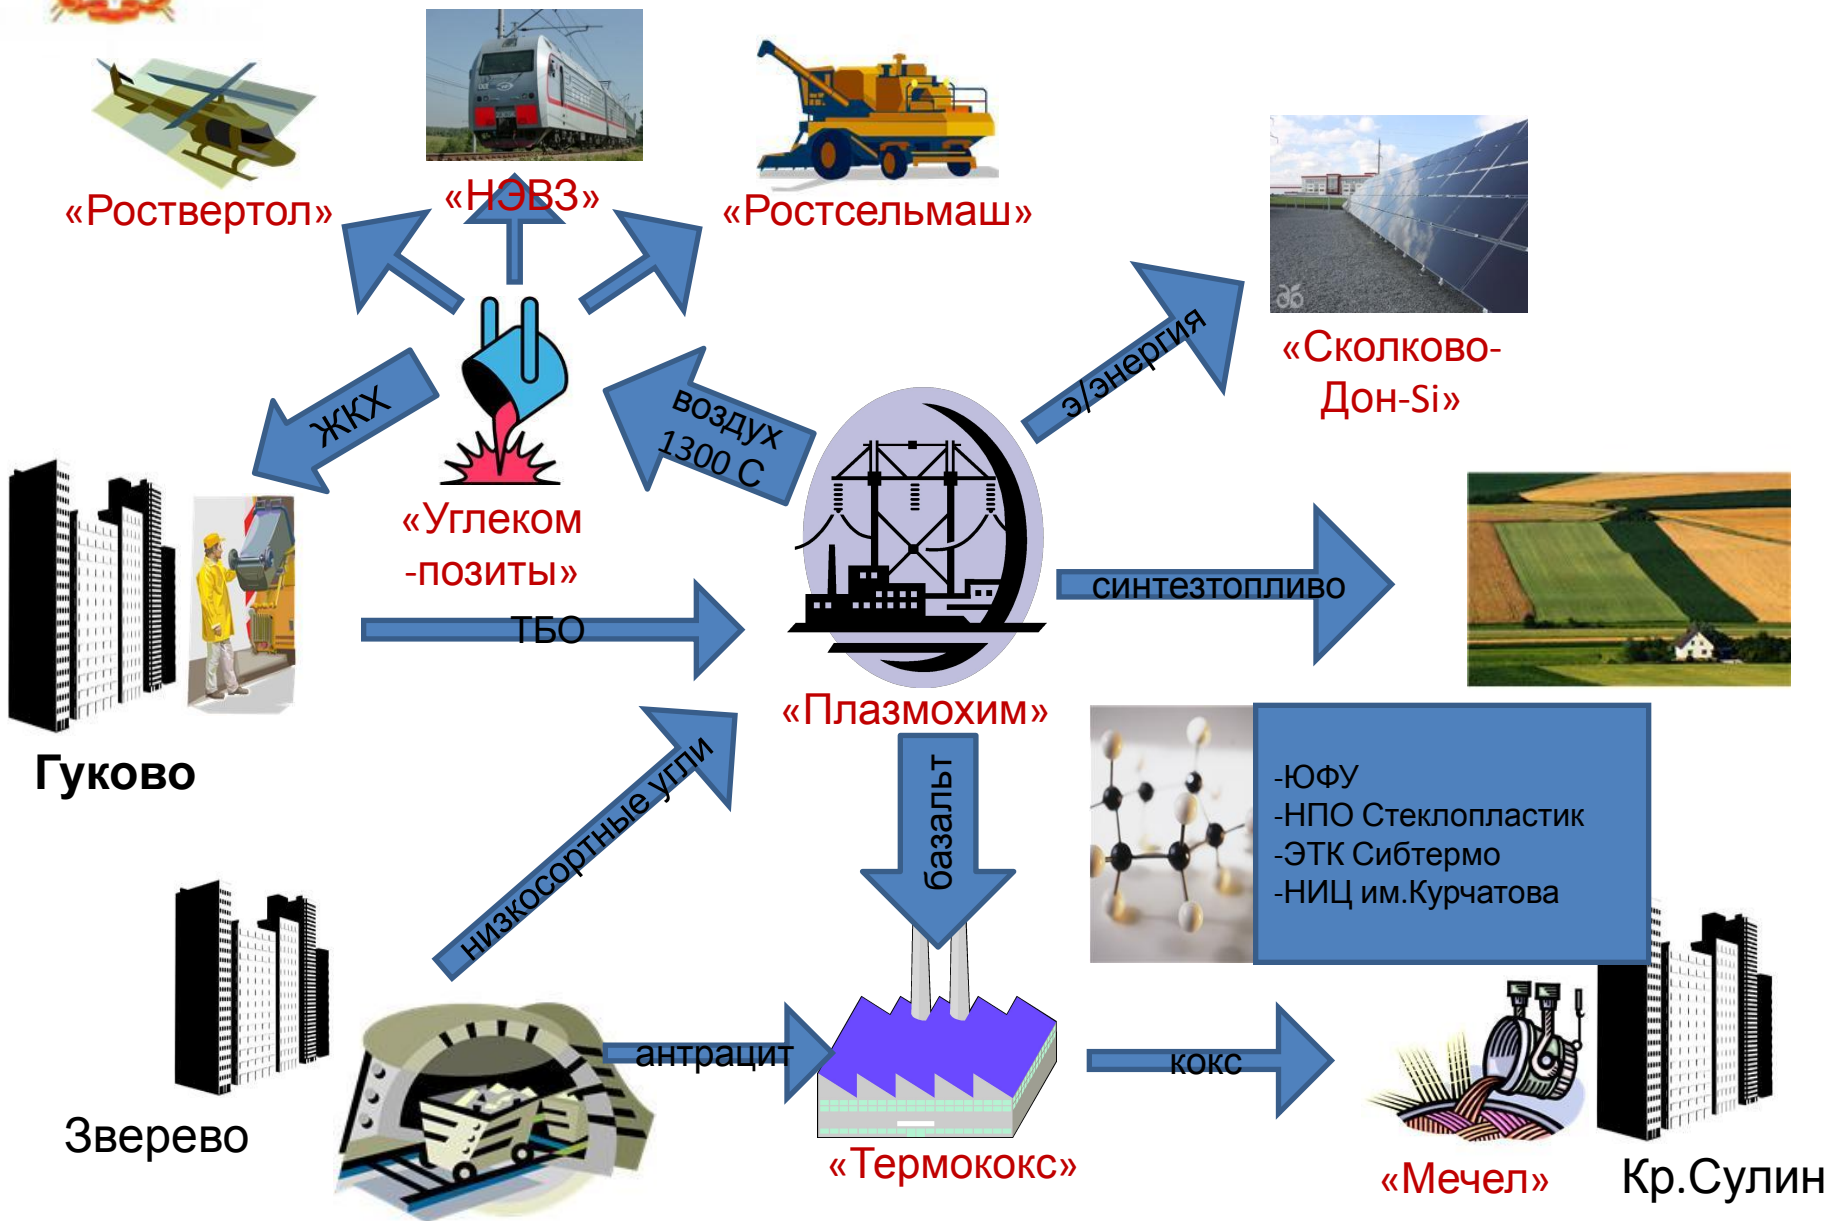 «Роствертол»
«НЭВЗ»
«Ростсельмаш»
«Сколково-
Дон-Si»
э/энергия
воздух
1300 С
ЖКХ
«Углеком
-позиты»
ТБО
синтезтопливо
«Плазмохим»
Гуково
низкосортные угли
базальт
-ЮФУ
-НПО Стеклопластик
-ЭТК Сибтермо
-НИЦ им.Курчатова
антрацит
кокс
Зверево
«Термококс»
«Мечел»
Кр.Сулин